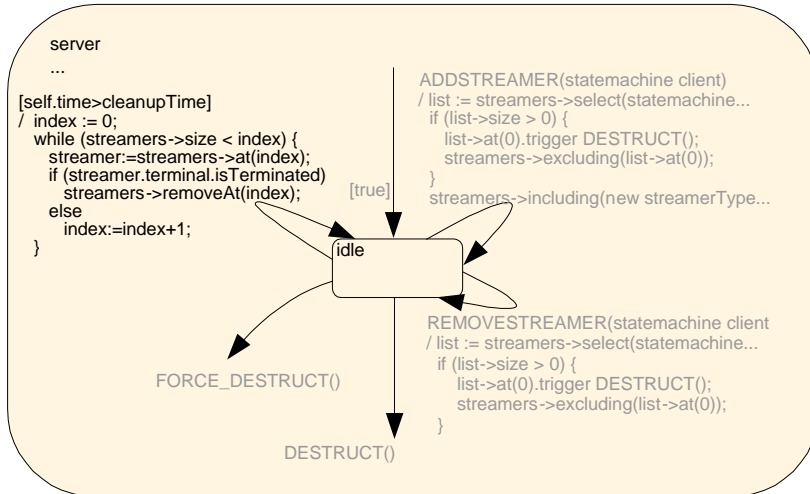 server
...
[self.time>cleanupTime]
/ index := 0;
while (streamers->size < index) {
streamer:=streamers->at(index);
if (streamer.terminal.isTerminated)
streamers->removeAt(index);
else
index:=index+1;
}
[true]
ADDSTREAMER(statemachine client)
/ list := streamers->select(statemachine...
if (list->size > 0) {
list->at(0).trigger DESTRUCT();
streamers->excluding(list->at(0));
}
streamers->including(new streamerType...
idle
REMOVESTREAMER(statemachine client
/ list := streamers->select(statemachine...
if (list->size > 0) {
list->at(0).trigger DESTRUCT();
streamers->excluding(list->at(0));
}
FORCE_DESTRUCT()
DESTRUCT()